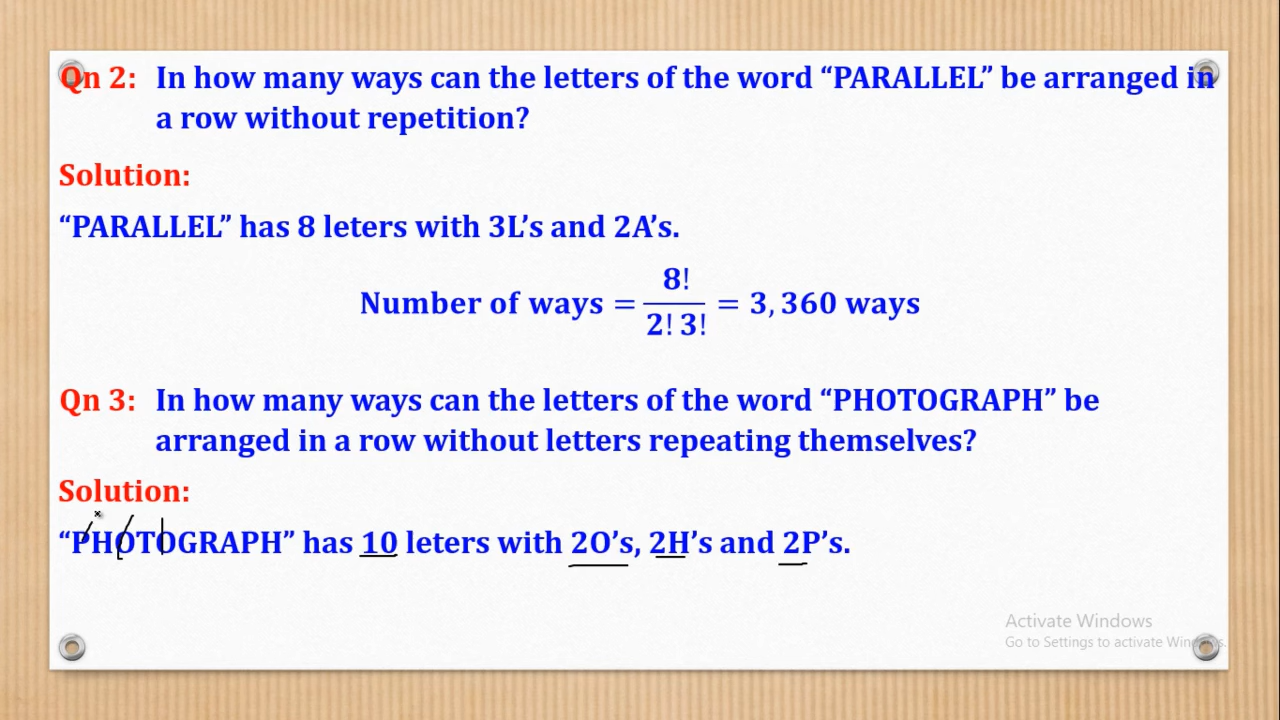 Qn 2: In how many ways can the letters of the word “PARALLEL” be arranged in
a row without repetition?
Solution:
“PARALLEL” has 8 leters with 3L’s and 2A’s.
Number of ways = 8!/2! 3! = 3, 360 ways
Qn 3: In how many ways can the letters of the word “PHOTOGRAPH” be
arranged in a row without letters repeating themselves?
Solution:
“PHOTOGRAPH” has 10 leters with 2O’s, 2H’s and 2P’s.
Activate Windows
Go to Settings to activate Windows.